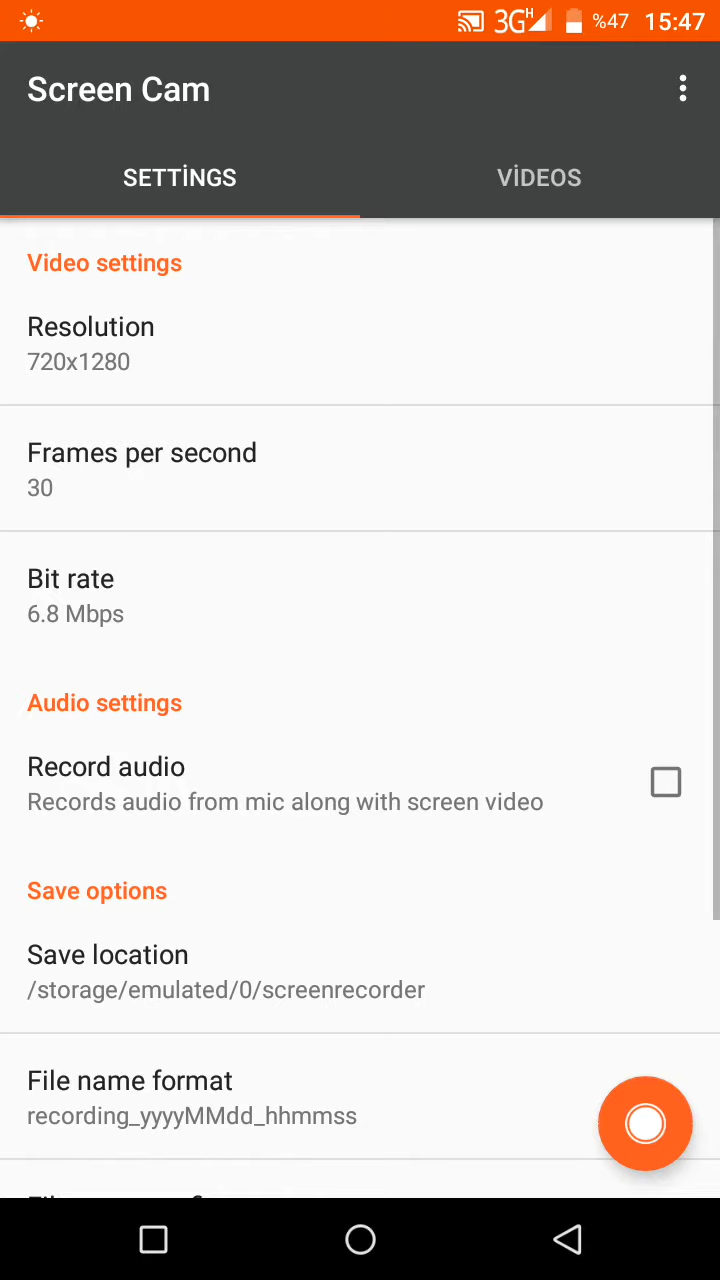 3G H %47 15:47
Screen Cam
SETTİNGS VİDEOS
Video settings
Resolution
720x1280
Frames per second
30
Bit rate
6.8 Mbps
Audio settings
Record audio
Records audio from mic along with screen video
Save options
Save location
/storage/emulated/0/screenrecorder
File name format
recording_yyyyMMdd_hhmmss